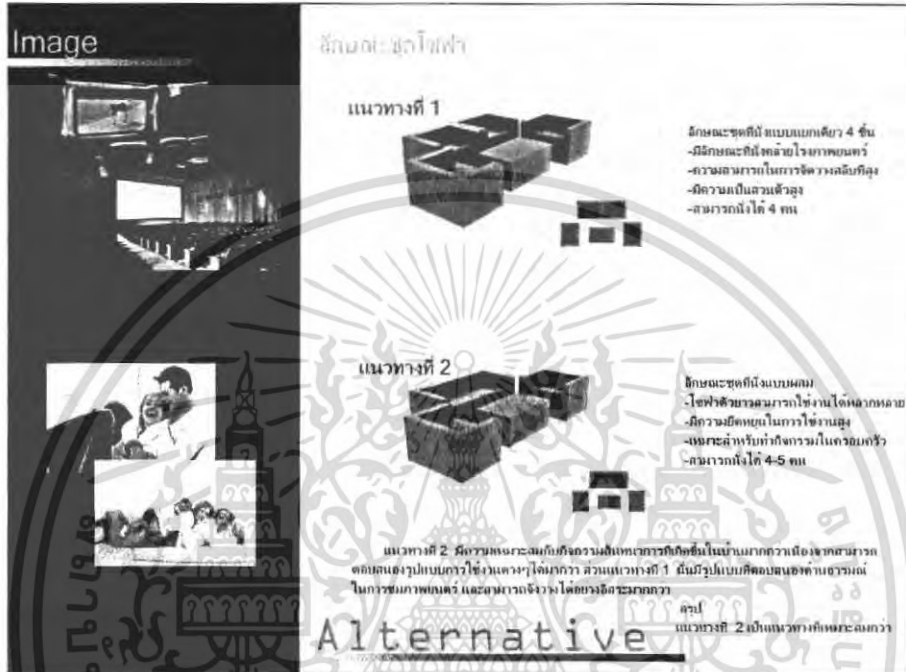 Image
ลักษณะชุดโซฟา
แนวทางที่ 1
ลักษณะชุดที่นั่งแบบแยกเดี่ยว 4 ชิ้น
-มีลักษณะที่นั่งคล้ายโรงภาพยนตร์
-ความสามารถในการจัดวางสลับที่สูง
-มีความเป็นส่วนตัวสูง
-สามารถนั่งได้ 4 คน
แนวทางที่ 2
ลักษณะชุดที่นั่งแบบผสม
-โซฟาตัวยาวสามารถใช้งานได้หลากหลาย
-มีความยืดหยุ่นในการใช้งานสูง
-เหมาะสำหรับทำกิจกรรมในครอบครัว
-สามารถนั่งได้ 4-5 คน
แนวทางที่ 2 มีความเหมาะสมกับกิจกรรมสันทนาการที่เกิดขึ้นในบ้านมากกว่าเนื่องจากสามารถ
ตอบสนองรูปแบบการใช้งานต่างๆได้มากกว่า ส่วนแนวทางที่ 1 นั้นมีรูปแบบที่ตอบสนองด้านอารมณ์
ในการชมภาพยนตร์ และสามารถจัดวางได้อย่างอิสระมากกว่า
สรุป
แนวทางที่ 2 เป็นแนวทางที่เหมาะสมกว่า
Alternative